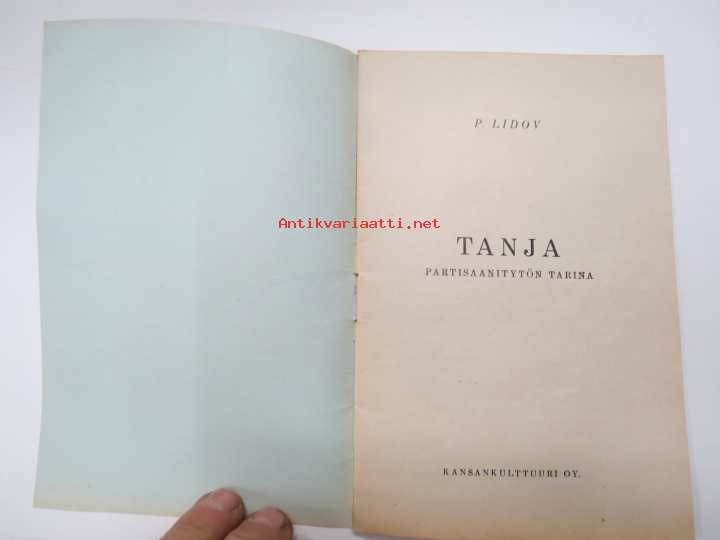 P. LIDOV
Antikvariaatti.net
TANJA
PARTISAANITYTÖN TARINA
KANSANKULTTUURI OY.